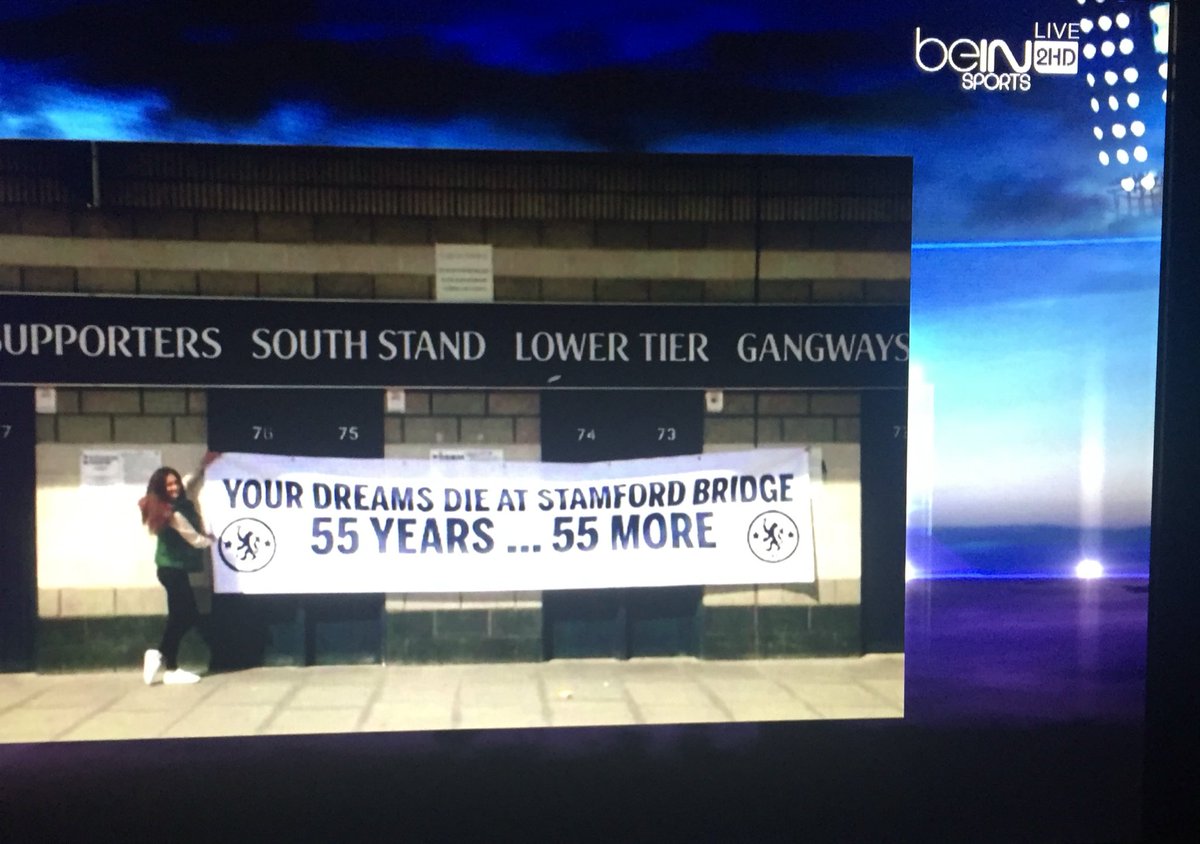 LIVE
beIN 2HD
SPORTS
SUPPORTERS SOUTH STAND LOWER TIER GANGWAYS
76 75 74 73
YOUR DREAMS DIE AT STAMFORD BRIDGE
55 YEARS ... 55 MORE